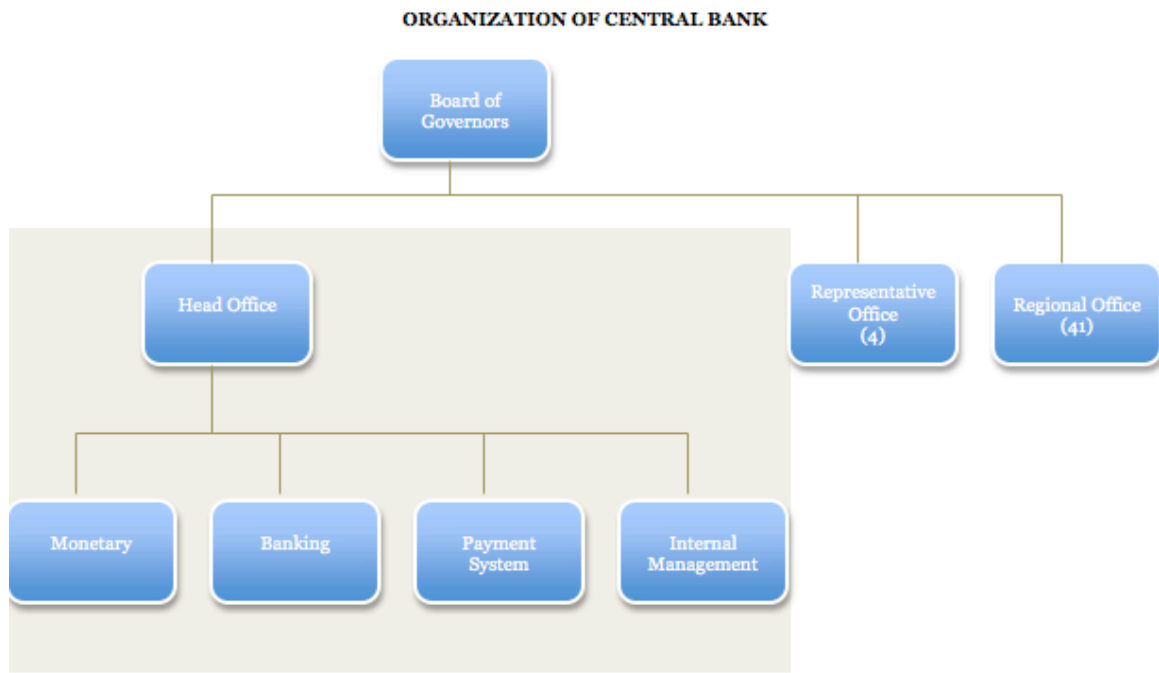 ORGANIZATION OF CENTRAL BANK
Board of
Governors
Head Office
Representative
Office
(4)
Regional Office
(41)
Monetary
Banking
Payment
System
Internal
Management